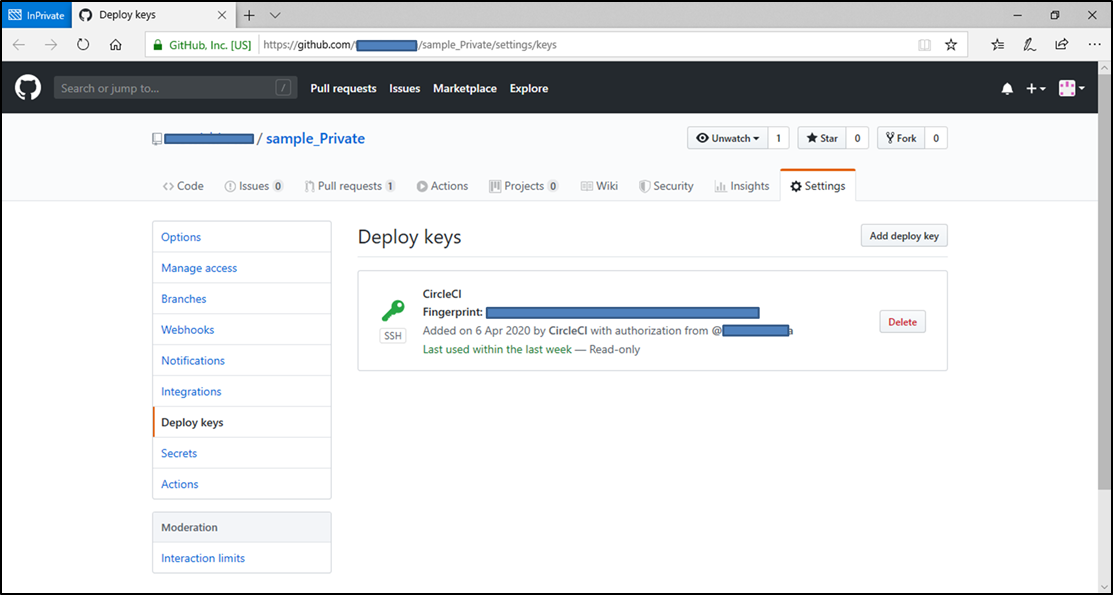 InPrivate
Deploy keys
GitHub, Inc. [US]
https://github.com/
/sample_Private/settings/keys
Search or jump to...
/
Pull requests
Issues
Marketplace
Explore
/ sample_Private
Unwatch 1
Star 0
Fork 0
Code
Issues 0
Pull requests 1
Actions
Projects 0
Wiki
Security
Insights
Settings
Options
Manage access
Branches
Webhooks
Notifications
Integrations
Deploy keys
Secrets
Actions
Moderation
Interaction limits
Deploy keys
Add deploy key
CircleCI
Fingerprint:
Added on 6 Apr 2020 by CircleCI with authorization from @
Last used within the last week — Read-only
SSH
Delete